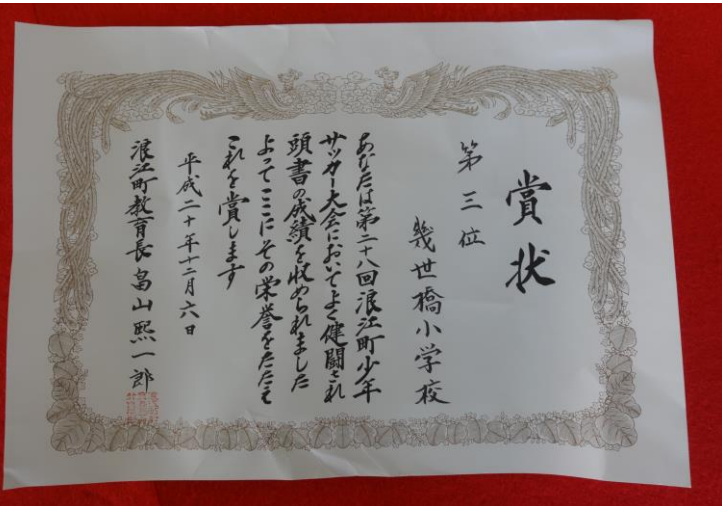 賞状
第三位
幾世橋小学校
あなたは第二十八回浪江町少年
サッカー大会においてよく健闘され
頭書の成績を収められました
よってここにその栄誉をたたえ
これを賞します
平成二十年十二月六日
浪江町教育長 畠山熙一郎